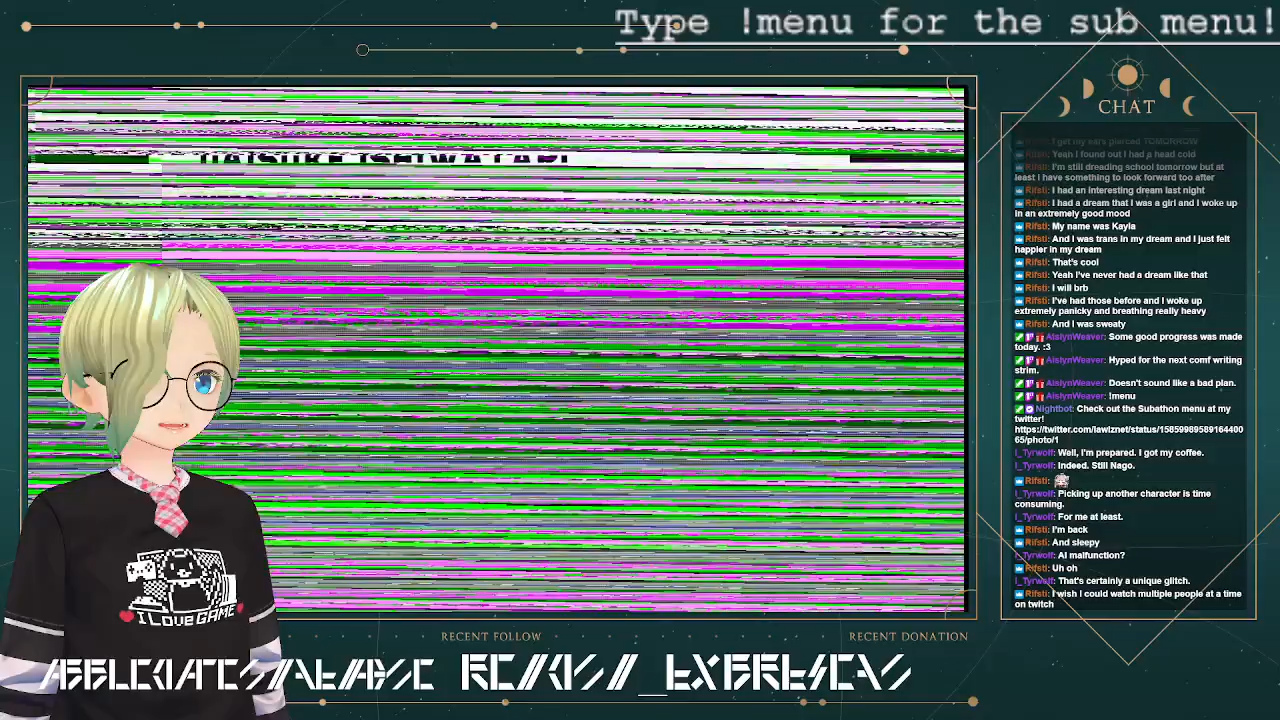 Type !menu for the sub menu!
CHAT
I get my ears pierced TOMORROW
Rifsti: Yeah I found out I had a head cold
Rifsti: I'm still dreading school tomorrow but at
least I have something to look forward too after
Rifsti: I had an interesting dream last night
Rifsti: I had a dream that I was a girl and I woke up
in an extremely good mood
Rifsti: My name was Kayla
Rifsti: And I was trans in my dream and I just felt
happier in my dream
Rifsti: That's cool
Rifsti: Yeah I've never had a dream like that
Rifsti: I will brb
Rifsti: I've had those before and I woke up
extremely panicky and breathing really heavy
Rifsti: And I was sweaty
AislynWeaver: Some good progress was made
today. :3
AislynWeaver: Hyped for the next comf writing
strim.
AislynWeaver: Doesn't sound like a bad plan.
AislynWeaver: !menu
Nightbot: Check out the Subathon menu at my
twitter!
https://twitter.com/lawlznet/status/15859989589164400
65/photo/1
I_Tyrwolf: Well, I'm prepared. I got my coffee.
I_Tyrwolf: Indeed. Still Nago.
Rifsti:
I_Tyrwolf: Picking up another character is time
consuming.
I_Tyrwolf: For me at least.
Rifsti: I'm back
Rifsti: And sleepy
I_Tyrwolf: AI malfunction?
Rifsti: Uh oh
I_Tyrwolf: That's certainly a unique glitch.
Rifsti: I wish I could watch multiple people at a time
on twitch
DAISUKE ISHIWATARI
I LOVE GAME
RECENT FOLLOW
RECENT DONATION